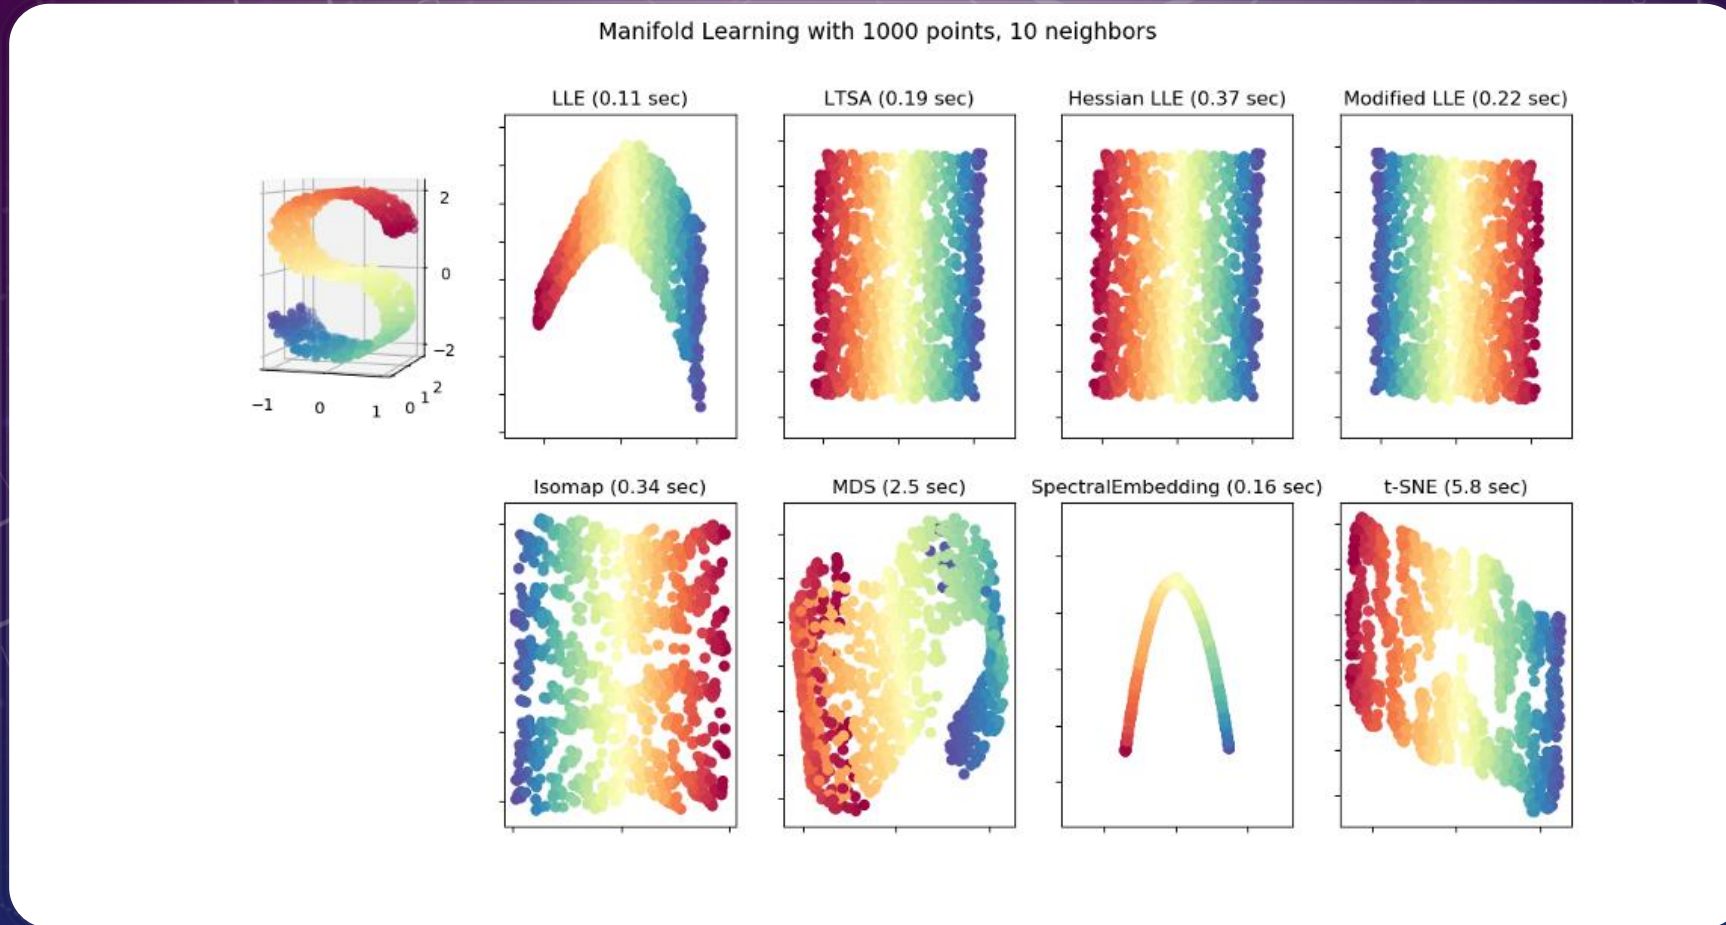 Manifold Learning with 1000 points, 10 neighbors
LLE (0.11 sec)
LTSA (0.19 sec)
Hessian LLE (0.37 sec)
Modified LLE (0.22 sec)
2
0
−2
−1
0
1
0
1
2
Isomap (0.34 sec)
MDS (2.5 sec)
SpectralEmbedding (0.16 sec)
t-SNE (5.8 sec)